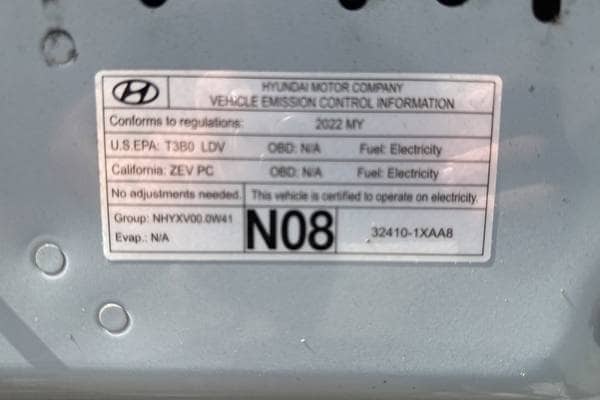 HYUNDAI MOTOR COMPANY
VEHICLE EMISSION CONTROL INFORMATION
Conforms to regulations: 2022 MY
U.S.EPA: T3B0 LDV OBD: N/A Fuel: Electricity
California: ZEV PC OBD: N/A Fuel: Electricity
No adjustments needed. This vehicle is certified to operate on electricity.
Group: NHYXV00.0W41
Evap.: N/A
N08
32410-1XAA8